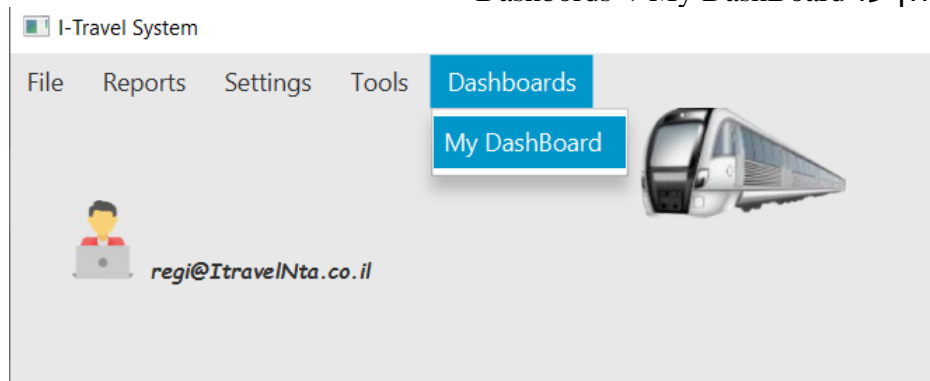 I-Travel System
File Reports Settings Tools Dashboards
My DashBoard
regi@ItravelNta.co.il